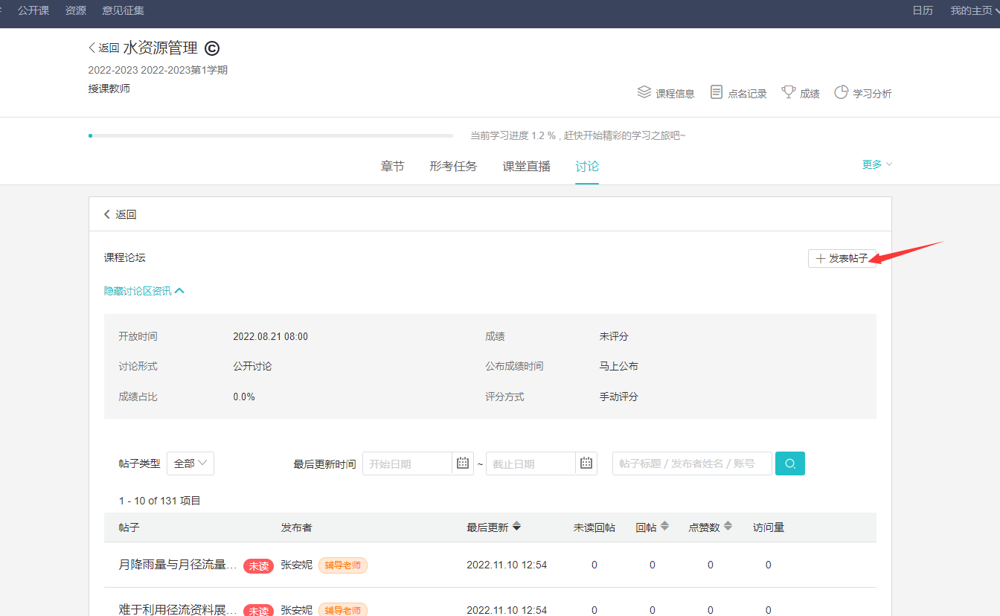 公开课 资源 意见征集 日历 我的主页
返回 水资源管理 ©
2022-2023 2022-2023第1学期
授课教师
课程信息 点名记录 成绩 学习分析
当前学习进度 1.2 % , 赶快开始精彩的学习之旅吧~
章节 形考任务 课堂直播 讨论 更多
返回
课程论坛 发表帖子
隐藏讨论区资讯
开放时间 2022.08.21 08:00 成绩 未评分
讨论形式 公开讨论 公布成绩时间 马上公布
成绩占比 0.0% 评分方式 手动评分
帖子类型 全部 最后更新时间 开始日期 ~ 截止日期 帖子标题 / 发布者姓名 / 账号
1 - 10 of 131 项目
帖子 发布者 最后更新 未读回帖 回帖 点赞数 访问量
月降雨量与月径流量... 未读 张安妮 辅导老师 2022.11.10 12:54 0 0 0 0
难于利用径流资料展... 未读 张安妮 辅导老师 2022.11.10 12:54 0 0 0 0